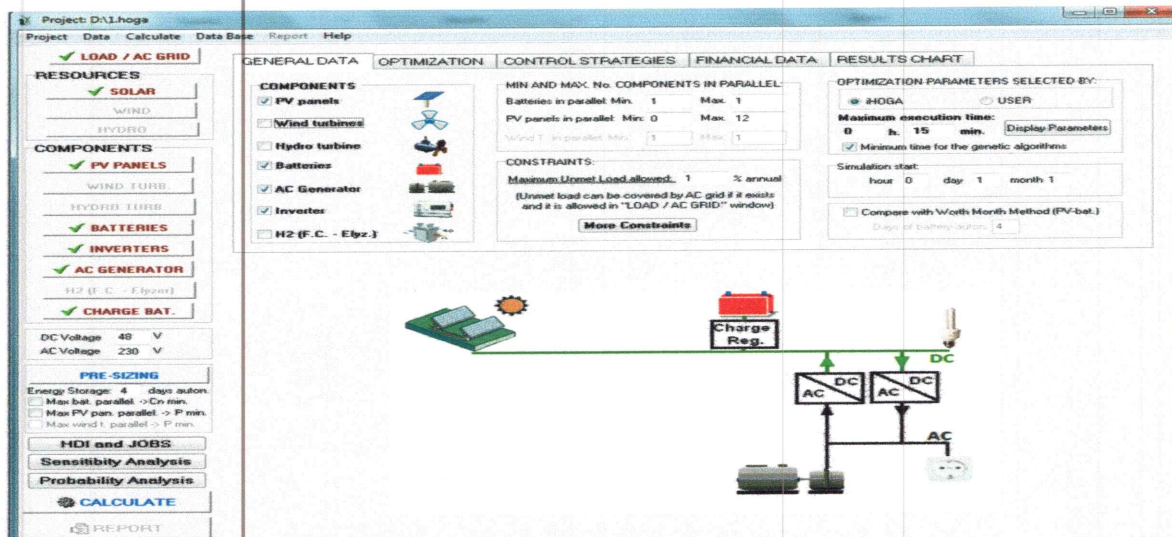 Project: D:\1.hoga
Project Data Calculate Data Base Report Help
LOAD / AC GRID
RESOURCES
SOLAR
WIND
HYDRO
COMPONENTS
PV PANELS
WIND TURB.
HYDRO TURB.
BATTERIES
INVERTERS
AC GENERATOR
H2 (F.C. - Elyzer)
CHARGE BAT.
DC Voltage 48 V
AC Voltage 230 V
PRE-SIZING
Energy Storage: 4 days auton.
Max bat. parallel. ->Cn min.
Max PV pan. parallel. -> P min.
Max wind t. parallel -> P min.
HDI and JOBS
Sensitibity Analysis
Probability Analysis
CALCULATE
REPORT
GENERAL DATA OPTIMIZATION CONTROL STRATEGIES FINANCIAL DATA RESULTS CHART
COMPONENTS
PV panels
Wind turbines
Hydro turbine
Batteries
AC Generator
Inverter
H2 (F.C. - Elyz.)
MIN AND MAX. No. COMPONENTS IN PARALLEL:
Batteries in parallel: Min. 1 Max. 1
PV panels in parallel: Min: 0 Max. 12
Wind T. in parallel: Min. 1 Max. 1
CONSTRAINTS:
Maximum Unmet Load allowed: 1 % annual
(Unmet load can be covered by AC grid if it exists
and it is allowed in "LOAD / AC GRID" window)
More Constraints
OPTIMIZATION PARAMETERS SELECTED BY:
iHOGA USER
Maximum execution time:
0 h. 15 min. Display Parameters
Minimum time for the genetic algorithms
Simulation start:
hour 0 day 1 month 1
Compare with Worth Month Method (PV-bat.)
Days of battery auton. 4
Charge
Reg.
DC
DC
AC
DC
AC
AC